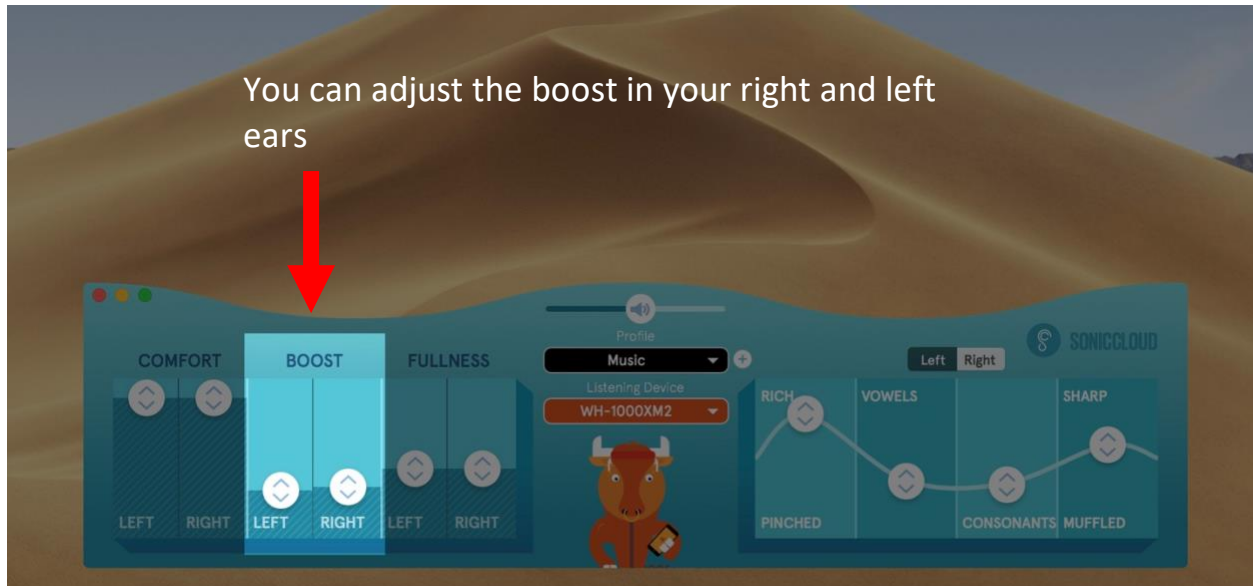 You can adjust the boost in your right and left
ears
Profile
SONICCLOUD
COMFORT BOOST FULLNESS
Music
Left Right
Listening Device
WH-1000XM2
RICH VOWELS SHARP
LEFT RIGHT LEFT RIGHT LEFT RIGHT
PINCHED CONSONANTS MUFFLED